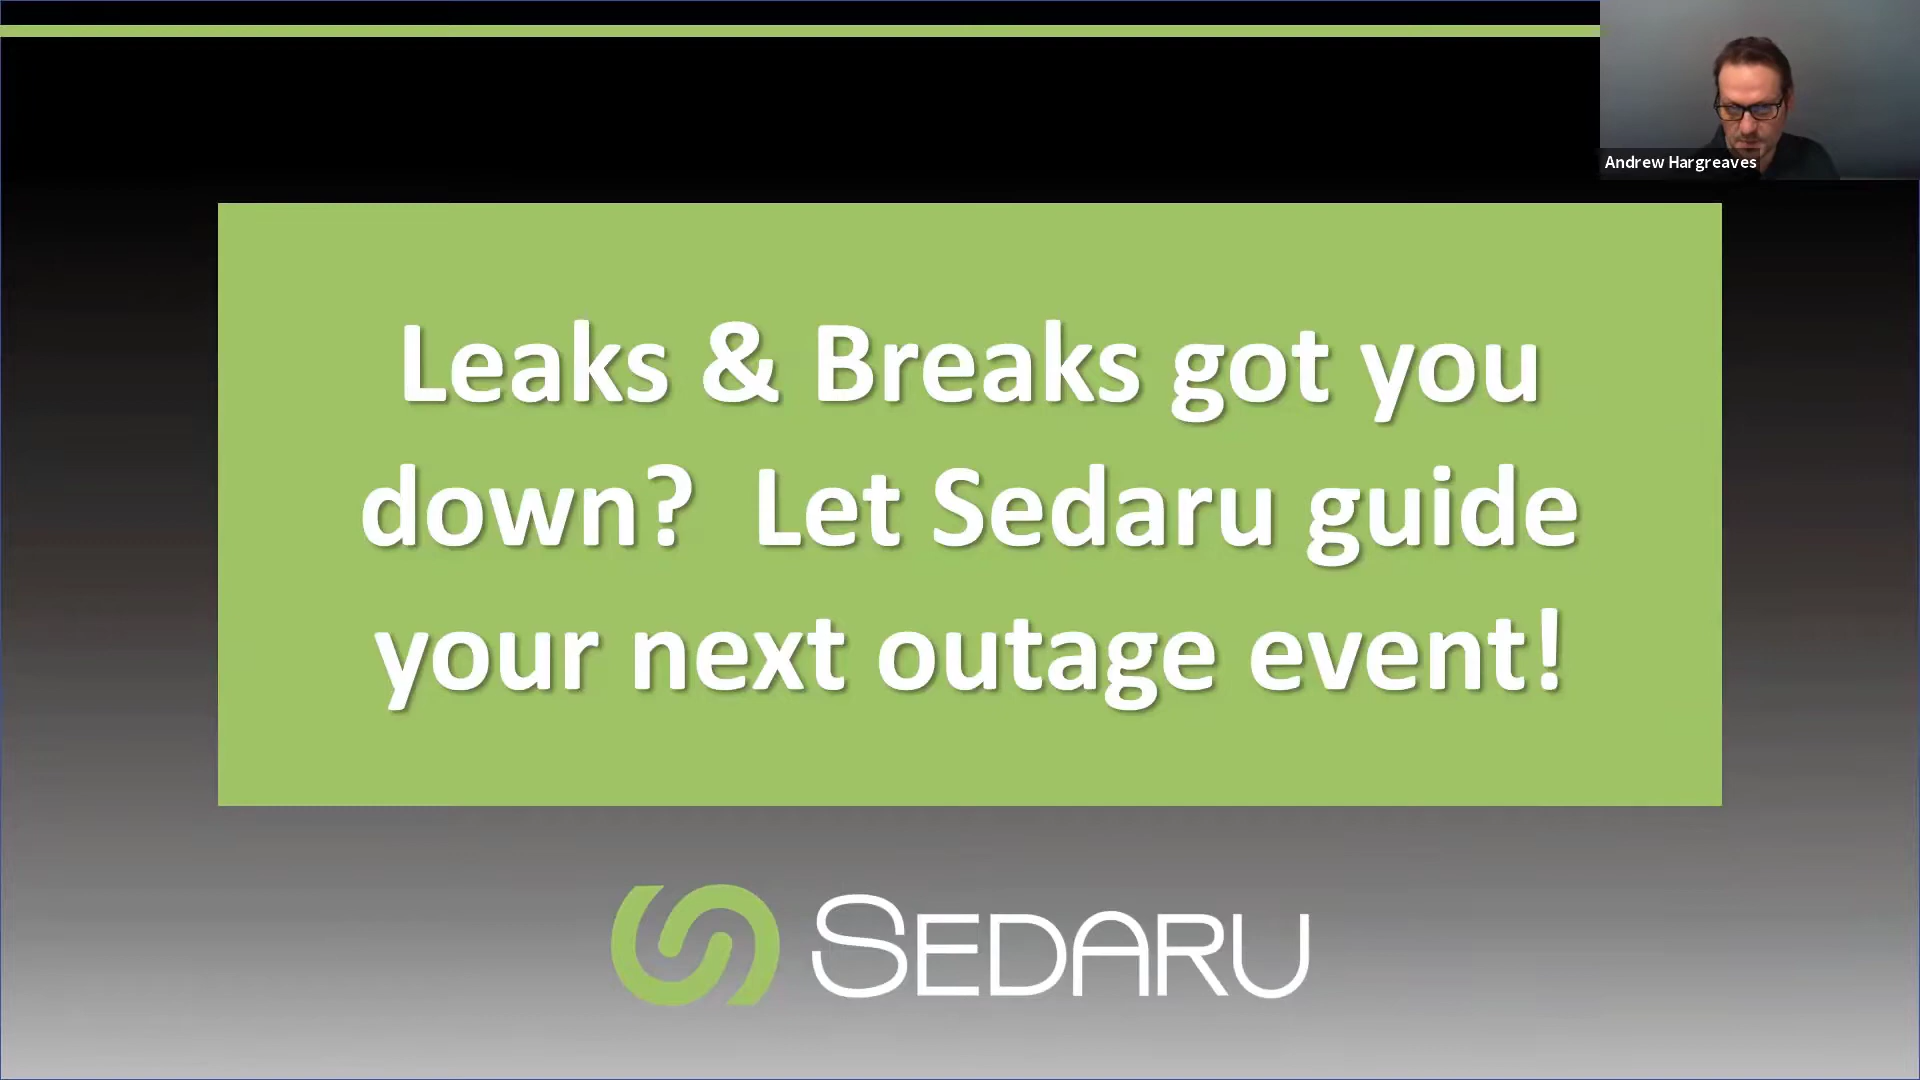 Andrew Hargreaves
Leaks & Breaks got you
down?  Let Sedaru guide
your next outage event!
SEDARU